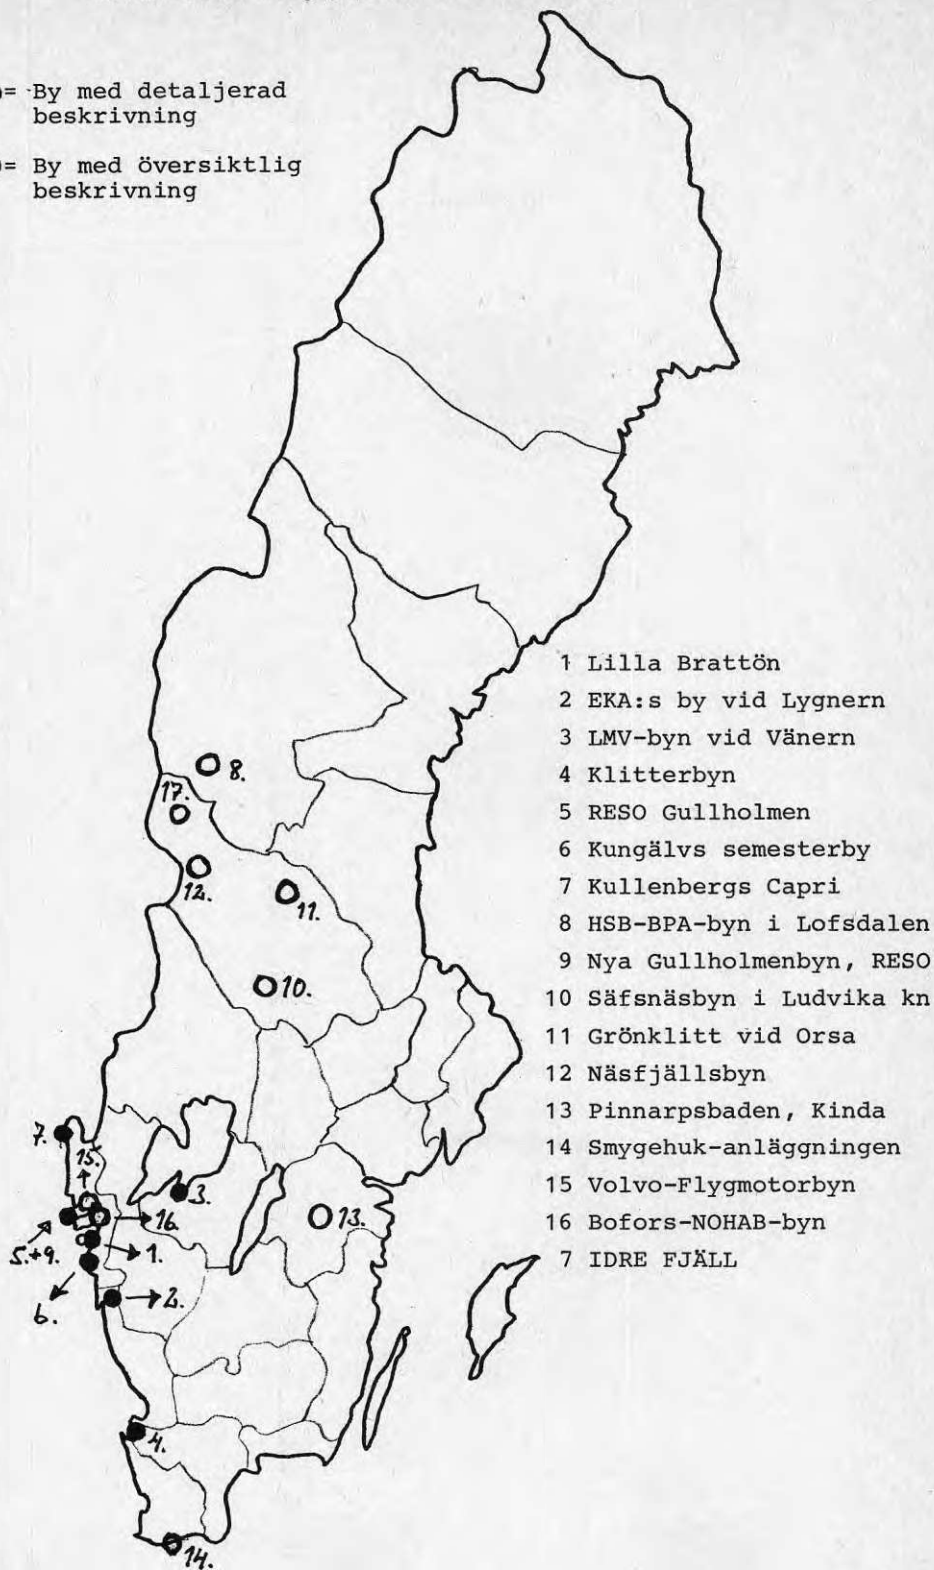 = By med detaljerad
beskrivning
= By med översiktlig
beskrivning
1 Lilla Brattön
2 EKA:s by vid Lygnern
3 LMV-byn vid Vänern
4 Klitterbyn
5 RESO Gullholmen
6 Kungälvs semesterby
7 Kullenbergs Capri
8 HSB-BPA-byn i Lofsdalen
9 Nya Gullholmenbyn, RESO
10 Säfsnäsbyn i Ludvika kn
11 Grönklitt vid Orsa
12 Näsfjällsbyn
13 Pinnarpsbaden, Kinda
14 Smygehuk-anläggningen
15 Volvo-Flygmotorbyn
16 Bofors-NOHAB-byn
7 IDRE FJÄLL
8.
17.
12.
11.
10.
7.
15.
3.
16.
13.
5.+9.
1.
6.
2.
4.
14.